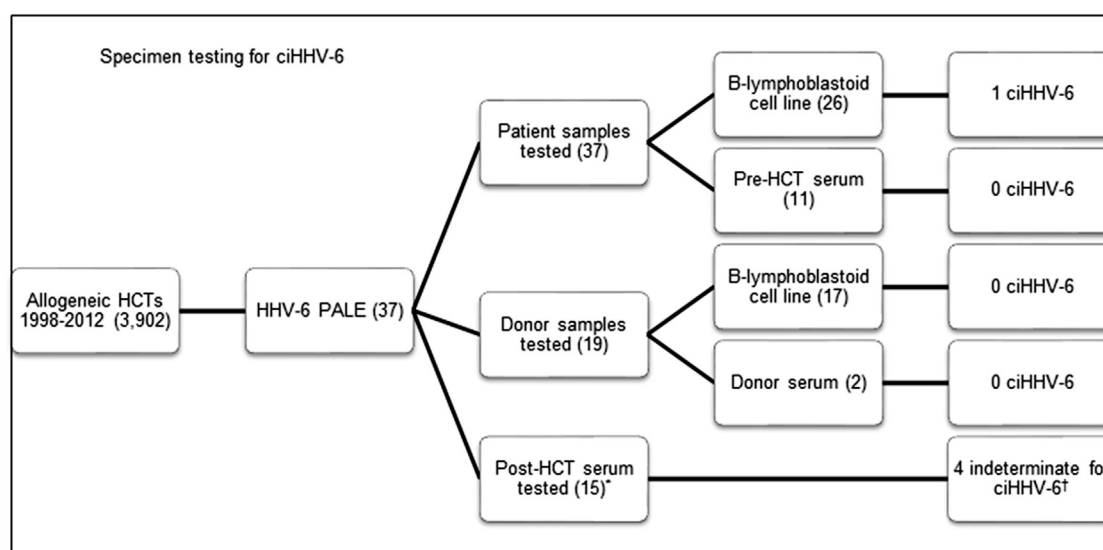 Specimen testing for ciHHV-6
B-lymphoblastoid
cell line (26)
1 ciHHV-6
Patient samples
tested (37)
Pre-HCT serum
(11)
0 ciHHV-6
Allogeneic HCTs
1998-2012 (3,902)
HHV-6 PALE (37)
B-lymphoblastoid
cell line (17)
0 ciHHV-6
Donor samples
tested (19)
Donor serum (2)
0 ciHHV-6
Post-HCT serum
tested (15)*
4 indeterminate fo
ciHHV-6†